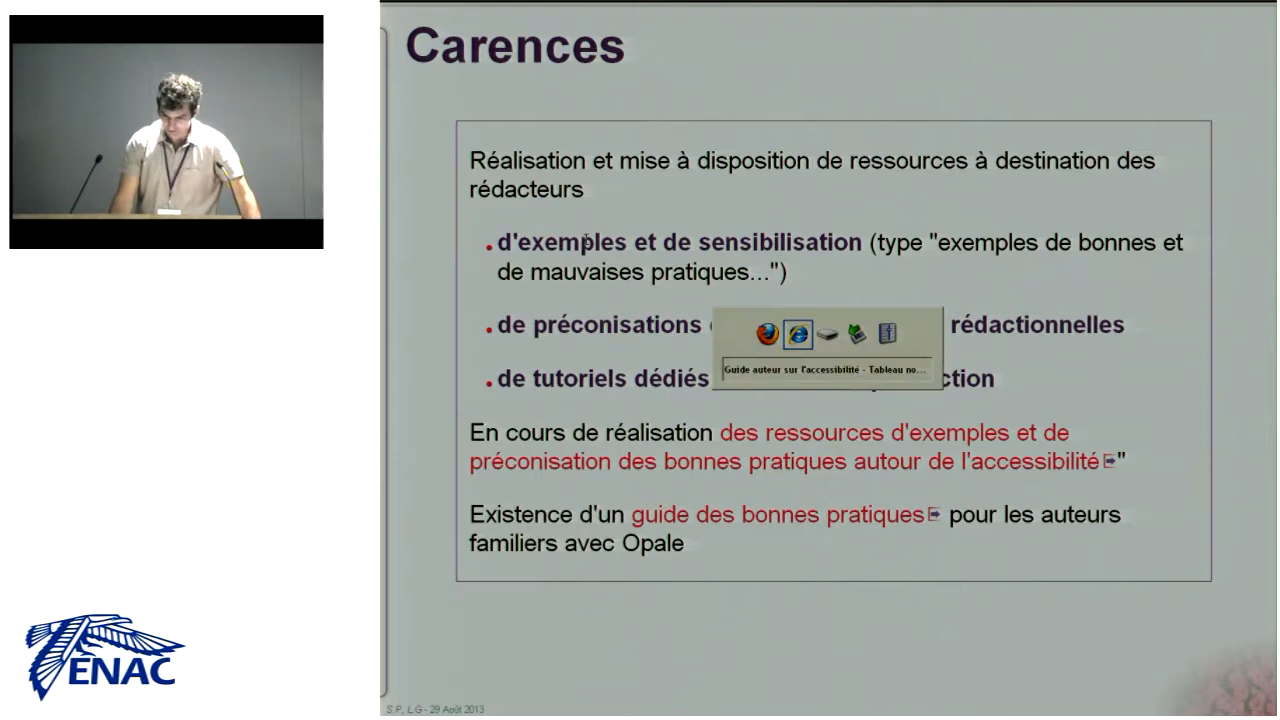 Carences
Réalisation et mise à disposition de ressources à destination des
rédacteurs
d'exemples et de sensibilisation (type "exemples de bonnes et
de mauvaises pratiques...")
de préconisations rédactionnelles
de tutoriels dédiés ction
Guide auteur sur l'accessibilité - Tableau no...
En cours de réalisation des ressources d'exemples et de
préconisation des bonnes pratiques autour de l'accessibilité"
Existence d'un guide des bonnes pratiques pour les auteurs
familiers avec Opale
ENAC
S.P, L.G - 29 Août 2013